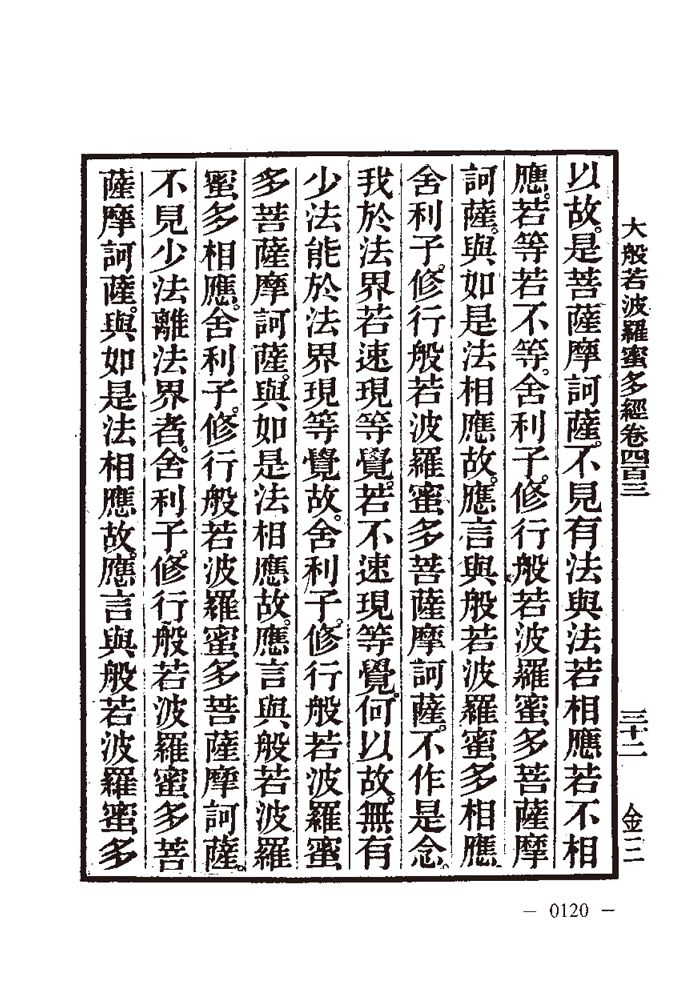 大般若波羅蜜多經卷四百三 三十二 金三
以故。是菩薩摩訶薩。不見有法與法若相應若不相
應。若等若不等。舍利子。修行般若波羅蜜多菩薩摩
訶薩。與如是法相應故。應言與般若波羅蜜多相應。
舍利子。修行般若波羅蜜多菩薩摩訶薩。不作是念。
我於法界若速現等覺。若不速現等覺。何以故。無有
少法能於法界現等覺故。舍利子。修行般若波羅蜜
多菩薩摩訶薩。與如是法相應故。應言與般若波羅
蜜多相應。舍利子。修行般若波羅蜜多菩薩摩訶薩。
不見少法離法界者。舍利子。修行般若波羅蜜多菩
薩摩訶薩。與如是法相應故。應言與般若波羅蜜多
— 0120 —